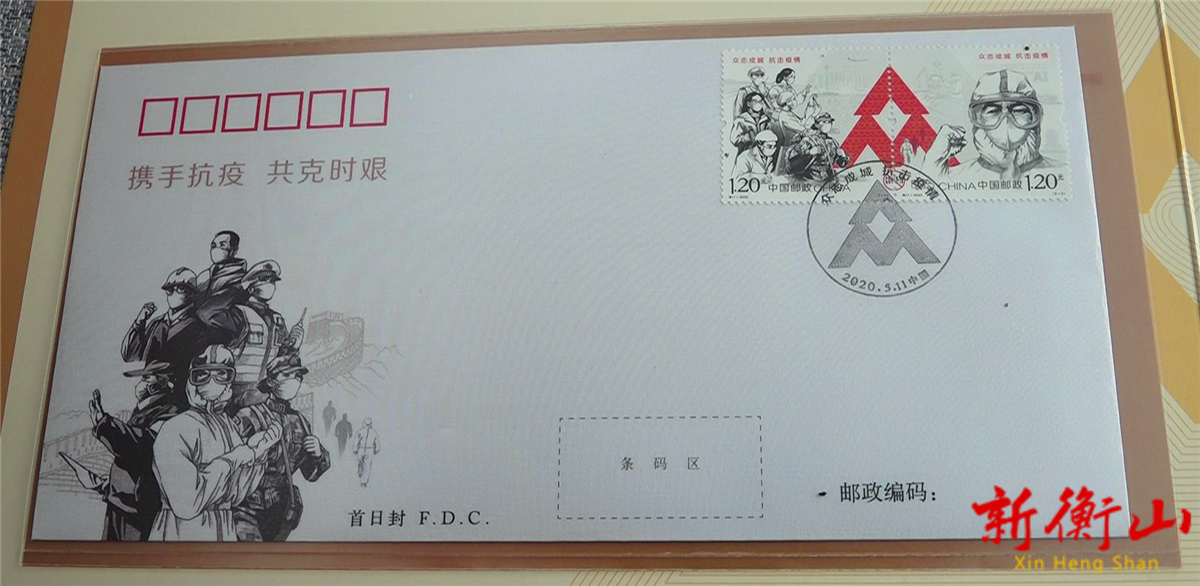 众志成城 抗击疫情
众志成城 抗击疫情
1.20元
中国邮政 CHINA
CHINA 中国邮政
1.20元
携手抗疫 共克时艰
众志成城 抗击疫情
2020.5.11 中国
条码区
首日封 F.D.C.
邮政编码：
新衡山
Xin Heng Shan